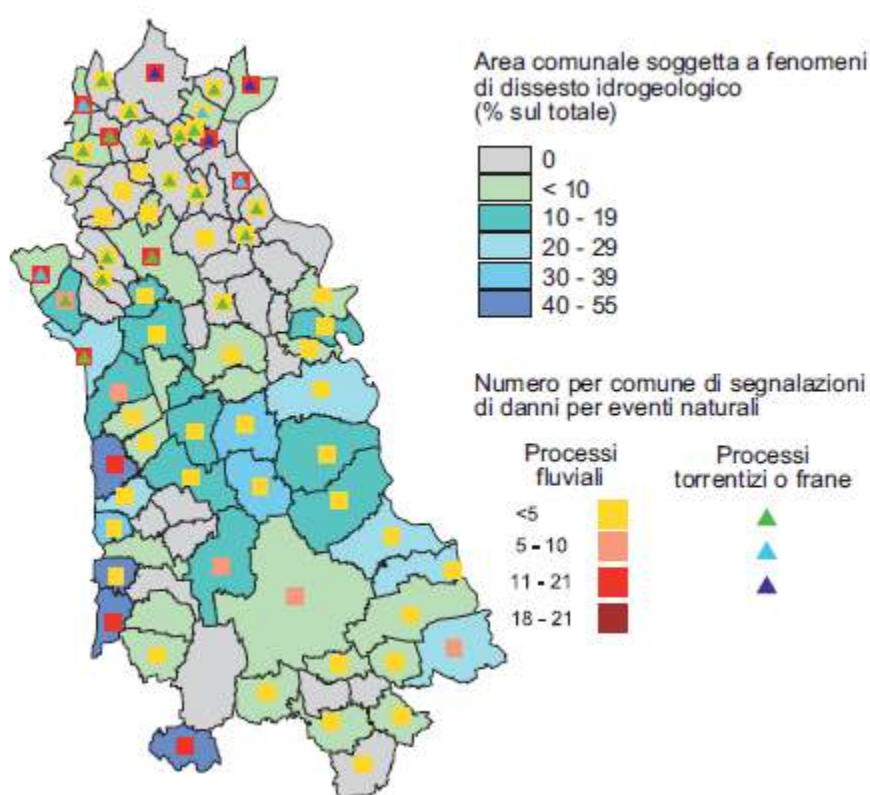 Area comunale soggetta a fenomeni
di dissesto idrogeologico
(% sul totale)
0
< 10
10 - 19
20 - 29
30 - 39
40 - 55
Numero per comune di segnalazioni
di danni per eventi naturali
Processi
fluviali
Processi
torrentizi o frane
<5
5 - 10
11 - 21
18 - 21